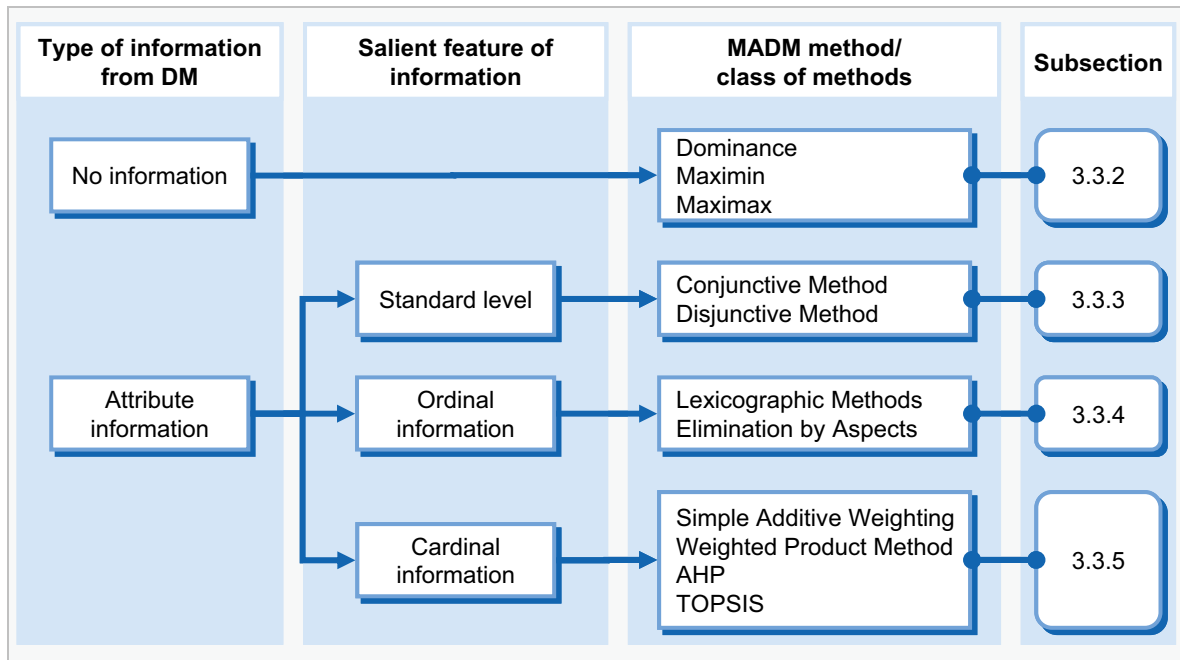 Type of information
from DM
Salient feature of
information
MADM method/
class of methods
Subsection
No information
Dominance
Maximin
Maximax
3.3.2
Standard level
Conjunctive Method
Disjunctive Method
3.3.3
Attribute
information
Ordinal
information
Lexicographic Methods
Elimination by Aspects
3.3.4
Cardinal
information
Simple Additive Weighting
Weighted Product Method
AHP
TOPSIS
3.3.5